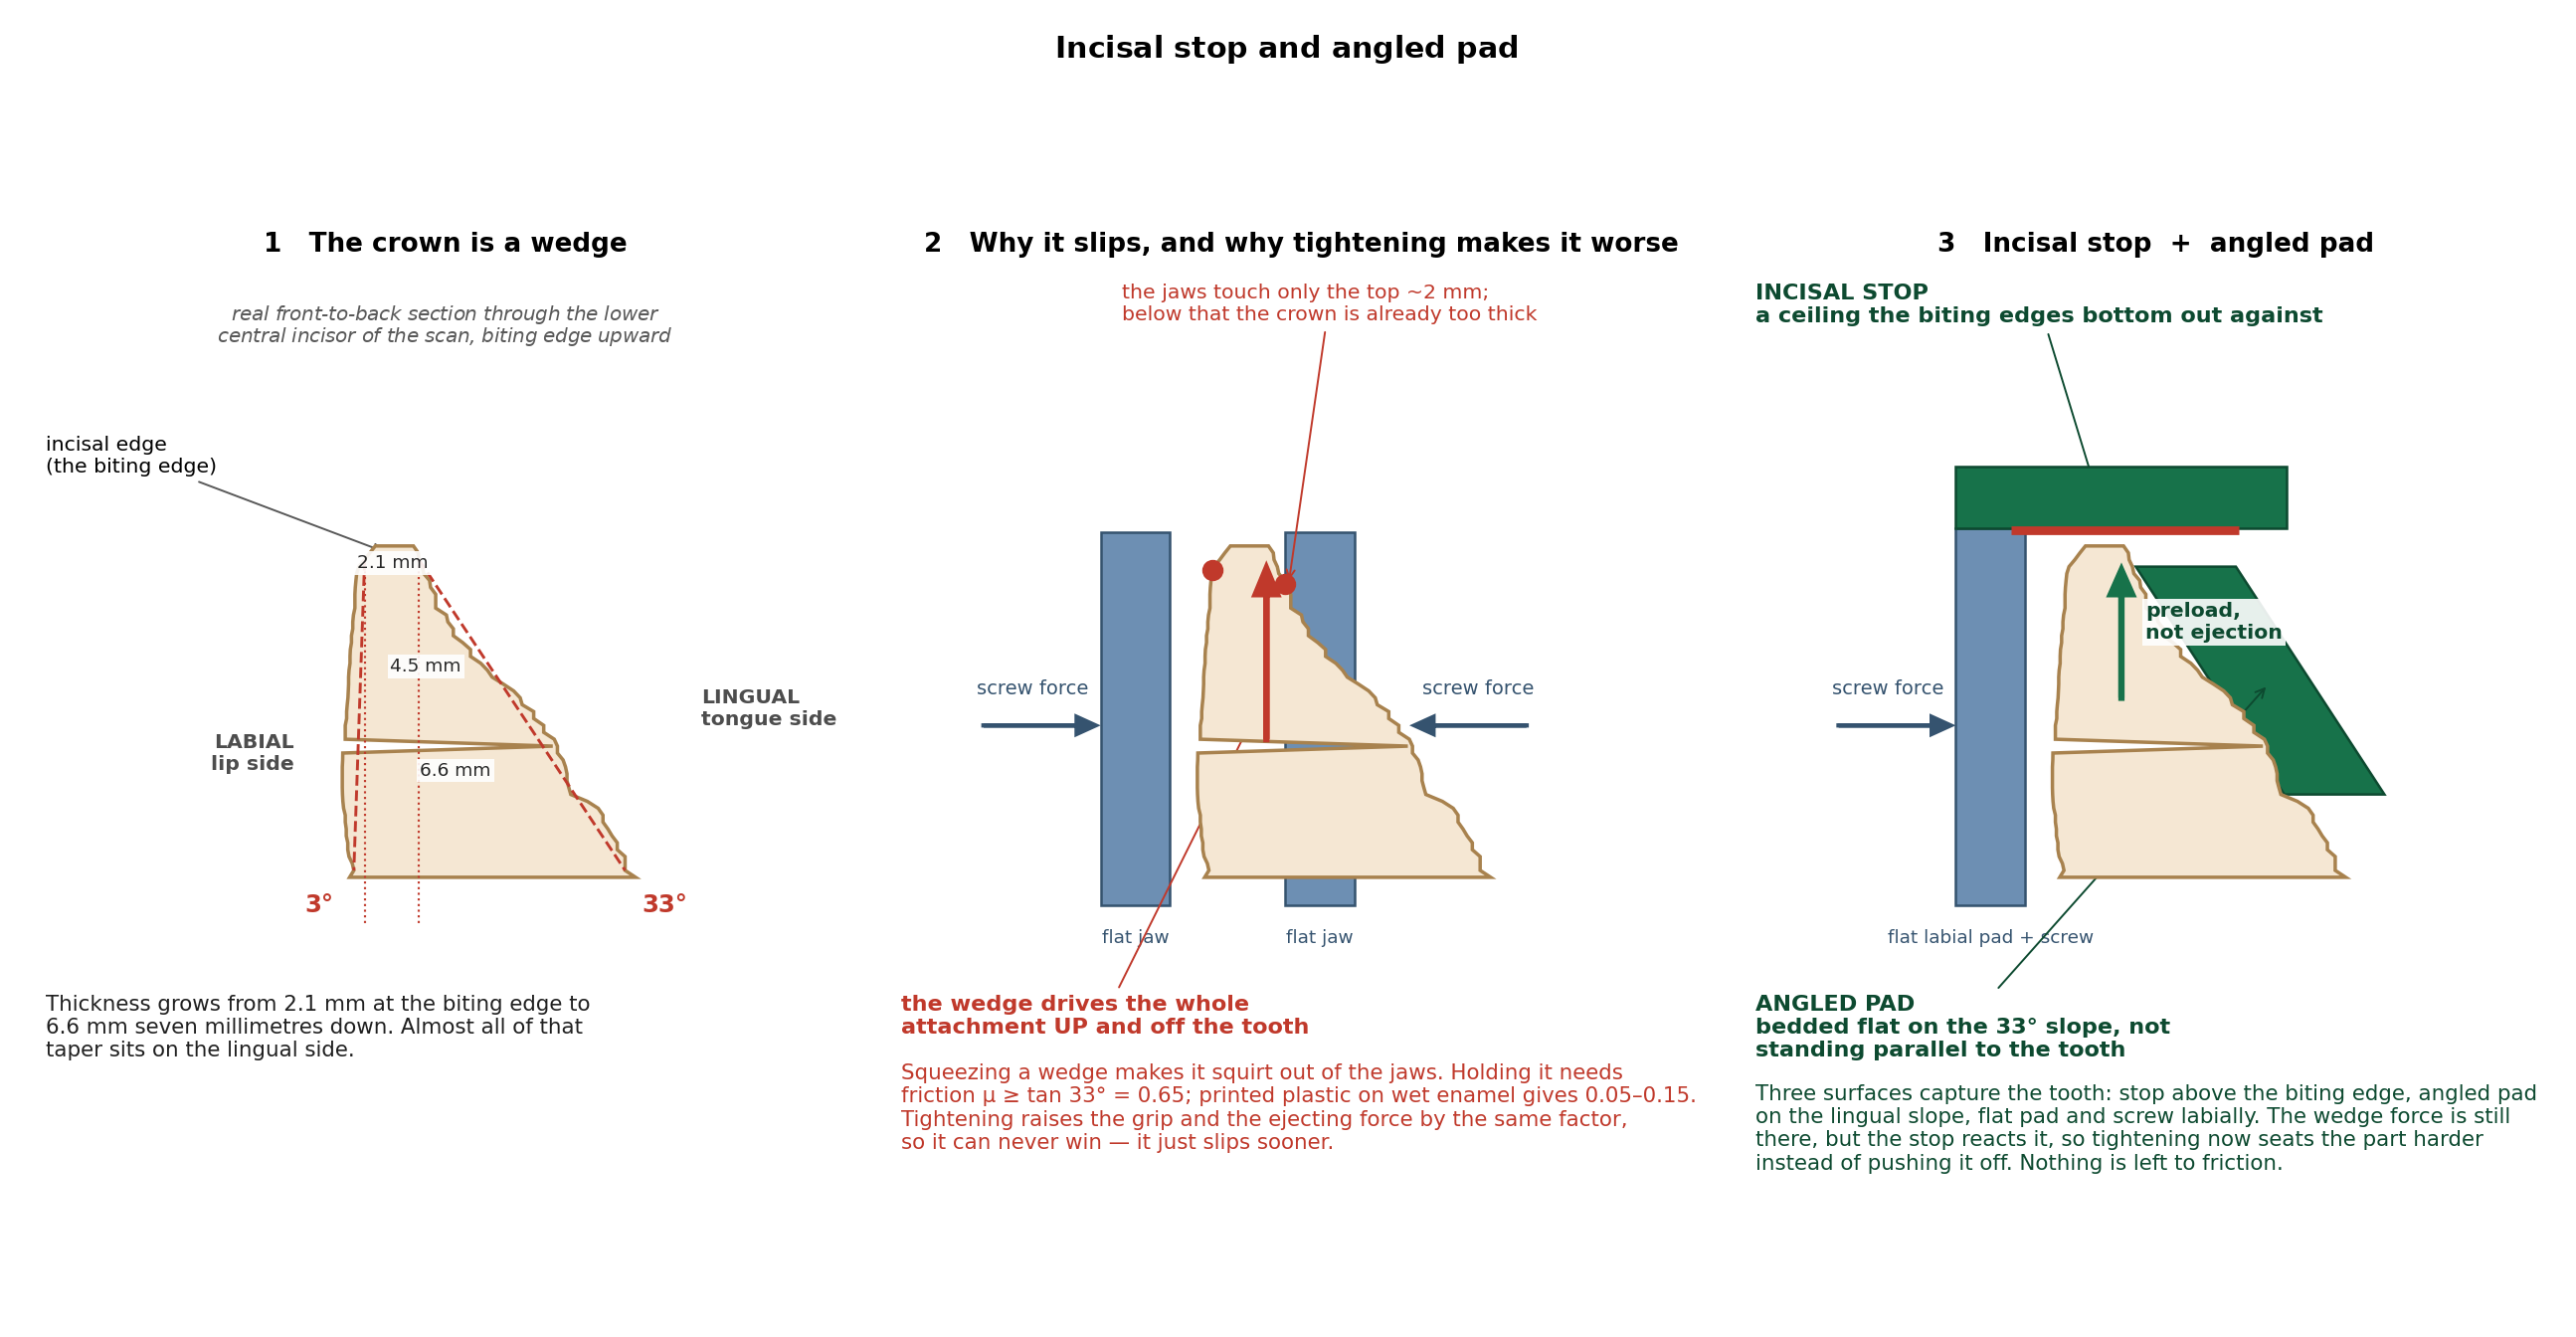 Incisal stop and angled pad
1   The crown is a wedge
real front-to-back section through the lower
central incisor of the scan, biting edge upward
incisal edge
(the biting edge)
2.1 mm
4.5 mm
6.6 mm
LABIAL
lip side
LINGUAL
tongue side
3°
33°
Thickness grows from 2.1 mm at the biting edge to
6.6 mm seven millimetres down. Almost all of that
taper sits on the lingual side.
2   Why it slips, and why tightening makes it worse
the jaws touch only the top ~2 mm;
below that the crown is already too thick
screw force
screw force
flat jaw
flat jaw
the wedge drives the whole
attachment UP and off the tooth
Squeezing a wedge makes it squirt out of the jaws. Holding it needs
friction μ ≥ tan 33° = 0.65; printed plastic on wet enamel gives 0.05–0.15.
Tightening raises the grip and the ejecting force by the same factor,
so it can never win — it just slips sooner.
3   Incisal stop  +  angled pad
INCISAL STOP
a ceiling the biting edges bottom out against
preload,
not ejection
screw force
flat labial pad + screw
ANGLED PAD
bedded flat on the 33° slope, not
standing parallel to the tooth
Three surfaces capture the tooth: stop above the biting edge, angled pad
on the lingual slope, flat pad and screw labially. The wedge force is still
there, but the stop reacts it, so tightening now seats the part harder
instead of pushing it off. Nothing is left to friction.